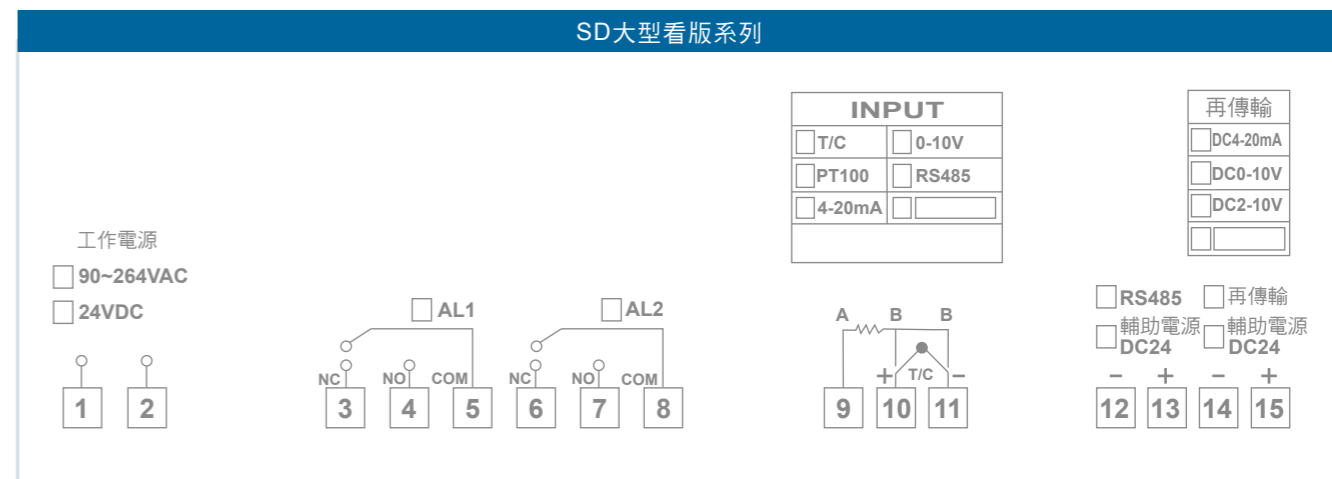 SD大型看版系列
INPUT
T/C 0-10V
PT100 RS485
4-20mA
再傳輸
DC4-20mA
DC0-10V
DC2-10V
工作電源
90~264VAC
24VDC
1 2
AL1
NC NO COM
3 4 5
AL2
NC NO COM
6 7 8
A B B
+ T/C −
9 10 11
RS485 再傳輸
輔助電源 輔助電源
DC24 DC24
− + − +
12 13 14 15